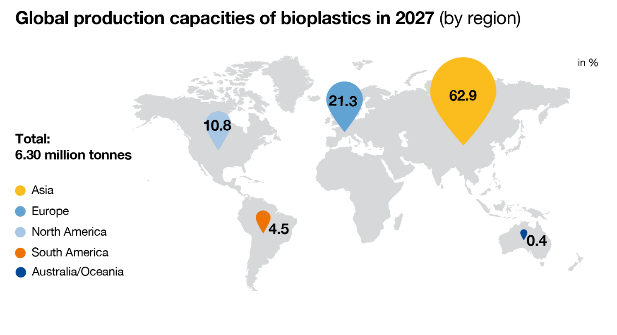 Global production capacities of bioplastics in 2027 (by region)
in %
62.9
21.3
10.8
Total:
6.30 million tonnes
Asia
Europe
North America
4.5
South America
0.4
Australia/Oceania